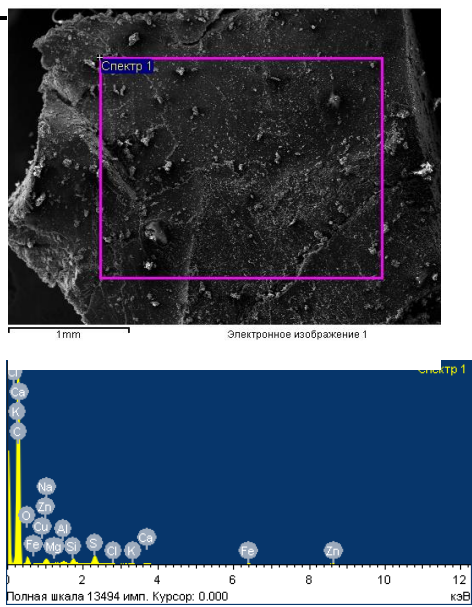 Спектр 1
1mm
Электронное изображение 1
Спектр 1
Cl
Ca
K
C
Na
O
Zn
Cu
Al
Ca
Fe
Mg
Si
S
Cl
K
Fe
Zn
0 2 4 6 8 10 12
Полная шкала 13494 имп. Курсор: 0.000
кэВ